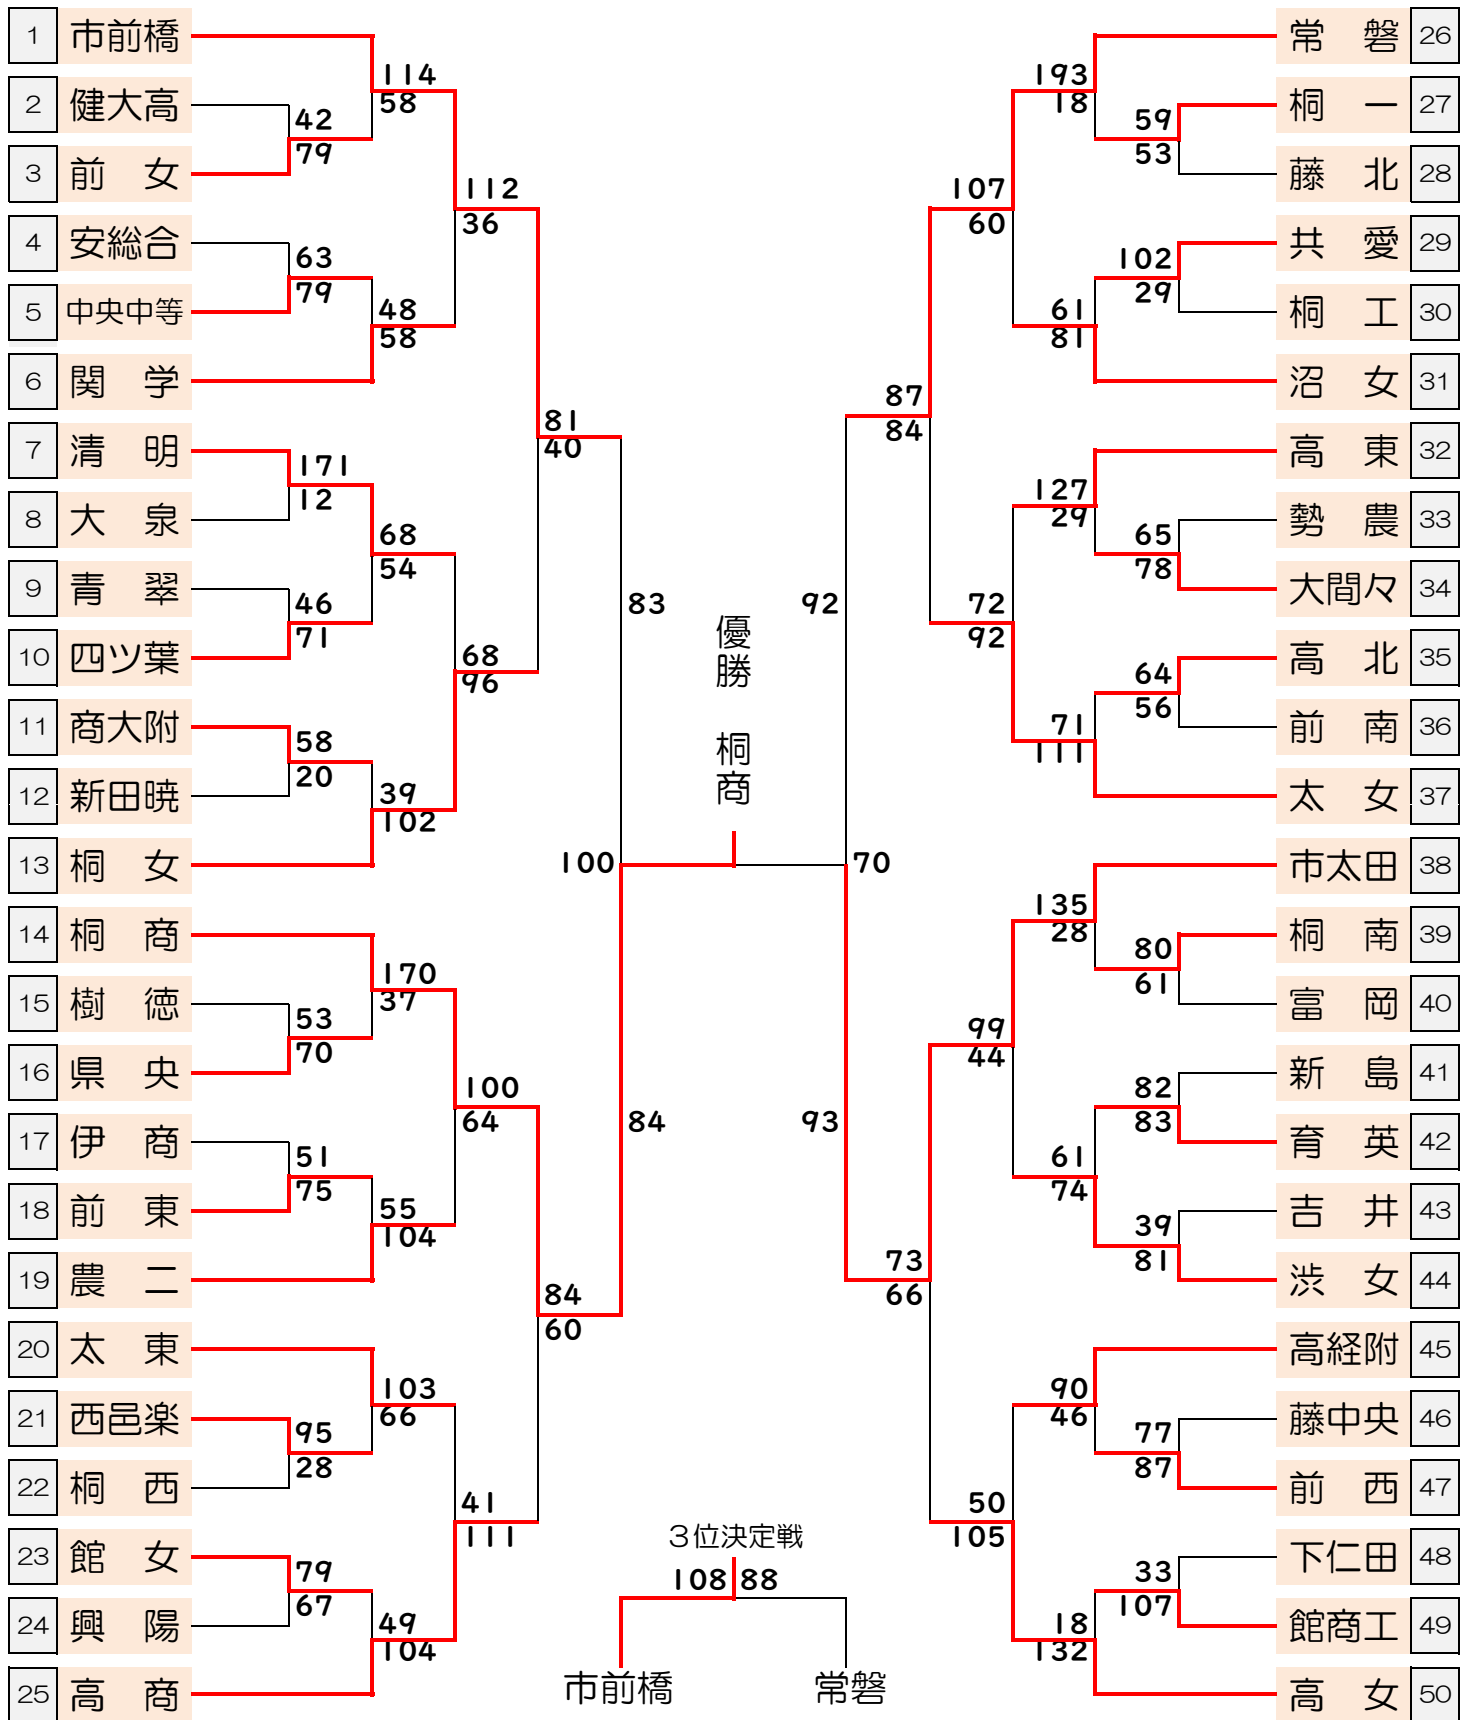 1 市前橋
2 健大高
3 前 女
4 安総合
5 中央中等
6 関 学
7 清 明
8 大 泉
9 青 翠
10 四ツ葉
11 商大附
12 新田暁
13 桐 女
14 桐 商
15 樹 徳
16 県 央
17 伊 商
18 前 東
19 農 二
20 太 東
21 西邑楽
22 桐 西
23 館 女
24 興 陽
25 高 商
42
79
63
79
171
12
46
71
58
20
53
70
51
75
95
28
79
67
114
58
48
58
68
54
39
102
170
37
55
104
103
66
49
104
112
36
68
96
100
64
41
111
81
40
84
60
83
84
100
優勝 桐商
70
92
93
87
84
73
66
107
60
72
92
99
44
50
105
193
18
61
81
127
29
71
111
135
28
61
74
90
46
18
132
59
53
102
29
65
78
64
56
80
61
82
83
39
81
77
87
33
107
常 磐 26
桐 一 27
藤 北 28
共 愛 29
桐 工 30
沼 女 31
高 東 32
勢 農 33
大間々 34
高 北 35
前 南 36
太 女 37
市太田 38
桐 南 39
富 岡 40
新 島 41
育 英 42
吉 井 43
渋 女 44
高経附 45
藤中央 46
前 西 47
下仁田 48
館商工 49
高 女 50
3位決定戦
108 88
市前橋 常磐